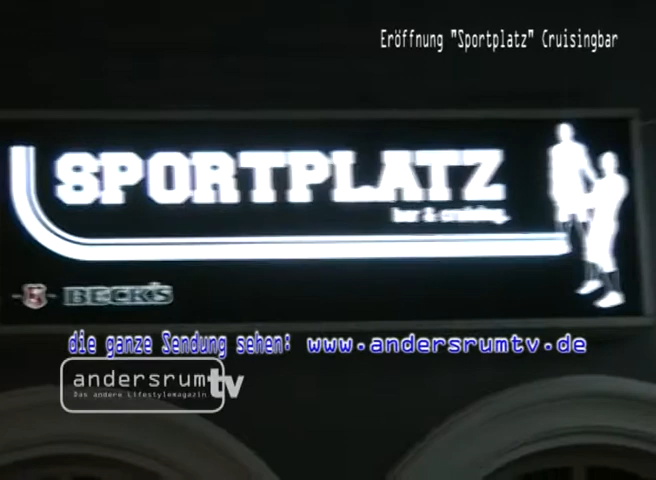 Eröffnung "Sportplatz" Cruisingbar
SPORTPLATZ
bar & cruising.
BECK'S
die ganze Sendung sehen: www.andersrumtv.de
andersrum tv
Das andere Lifestylemagazin